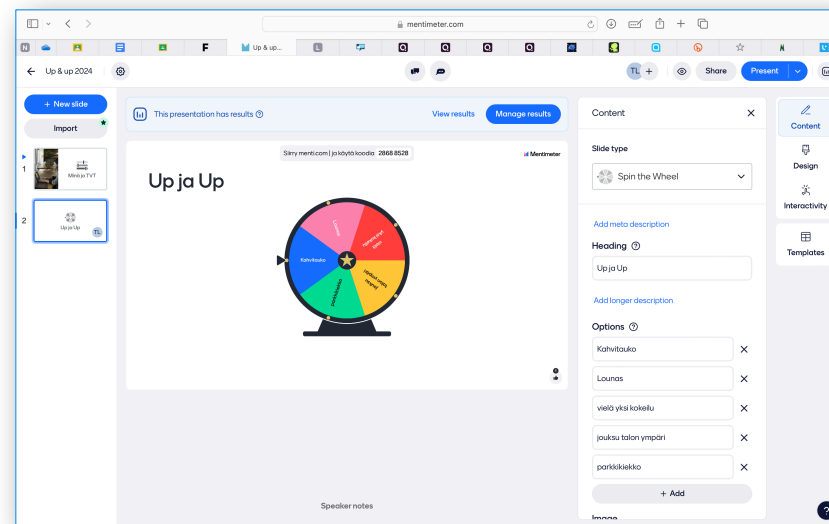 mentimeter.com
Up & up...
Up & up 2024
TL
Share
Present
+ New slide
Import
1
Minä ja TVT
2
Up ja Up
TL
This presentation has results
View results
Manage results
Siirry menti.com | ja käytä koodia 2868 8528
Mentimeter
Up ja Up
Lounas
Kahvitauko
vielä yksi kokeilu
jouksu talon ympäri
parkkikiekko
Speaker notes
Content
Slide type
Spin the Wheel
Add meta description
Heading
Up ja Up
Add longer description
Options
Kahvitauko
Lounas
vielä yksi kokeilu
jouksu talon ympäri
parkkikiekko
+ Add
Image
Content
Design
Interactivity
Templates